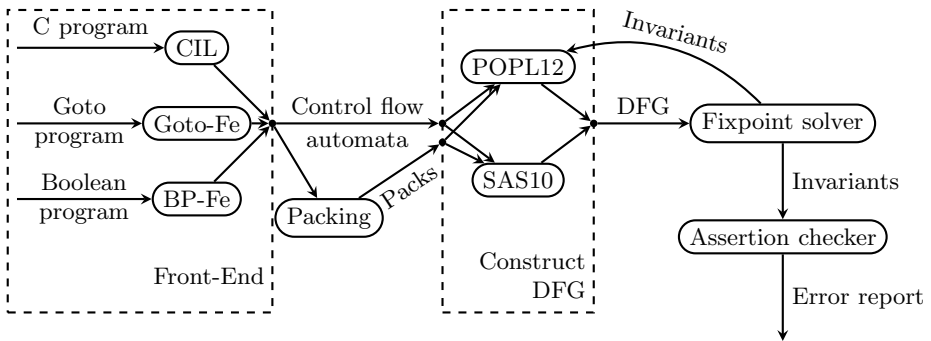 C program
CIL
Goto
program
Goto-Fe
Boolean
program
BP-Fe
Front-End
Control flow
automata
Packing
Packs
POPL12
SAS10
Construct
DFG
DFG
Invariants
Fixpoint solver
Invariants
Assertion checker
Error report